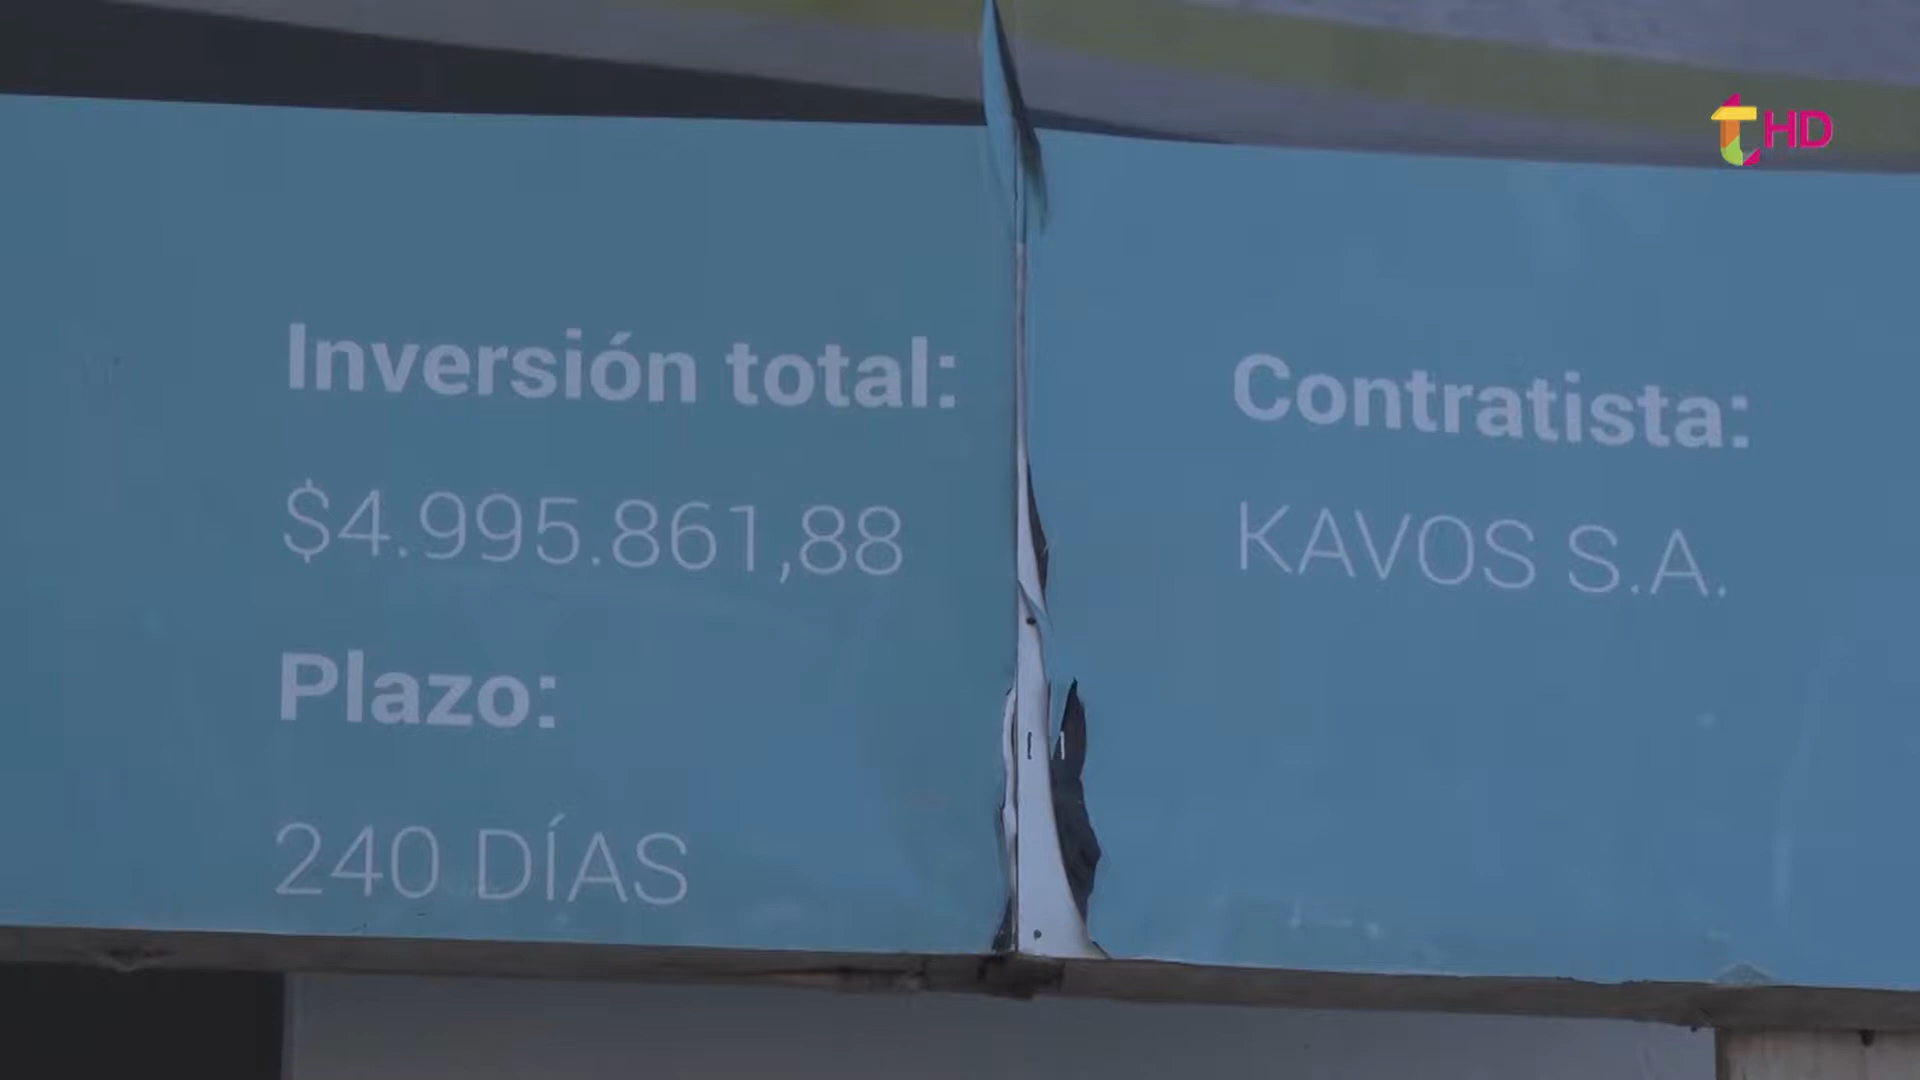 t HD
Inversión total:
$4.995.861,88
Plazo:
240 DÍAS
Contratista:
KAVOS S.A.